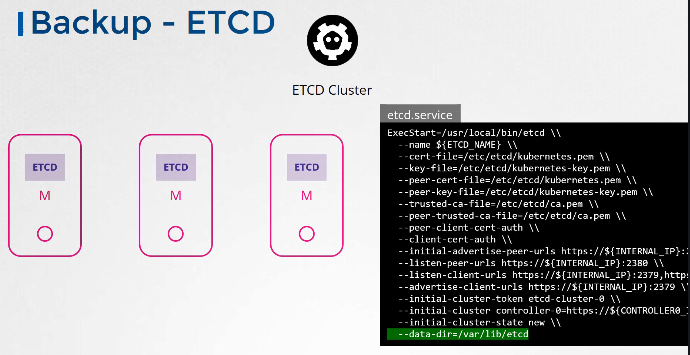 Backup - ETCD
ETCD Cluster
ETCD
M
ETCD
M
ETCD
M
etcd.service
ExecStart=/usr/local/bin/etcd \\
--name ${ETCD_NAME} \\
--cert-file=/etc/etcd/kubernetes.pem \\
--key-file=/etc/etcd/kubernetes-key.pem \\
--peer-cert-file=/etc/etcd/kubernetes.pem \\
--peer-key-file=/etc/etcd/kubernetes-key.pem \\
--trusted-ca-file=/etc/etcd/ca.pem \\
--peer-trusted-ca-file=/etc/etcd/ca.pem \\
--peer-client-cert-auth \\
--client-cert-auth \\
--initial-advertise-peer-urls https://${INTERNAL_IP}:
--listen-peer-urls https://${INTERNAL_IP}:2380 \\
--listen-client-urls https://${INTERNAL_IP}:2379,https
--advertise-client-urls https://${INTERNAL_IP}:2379 \
--initial-cluster-token etcd-cluster-0 \\
--initial-cluster controller-0=https://${CONTROLLER0_
--initial-cluster-state new \\
--data-dir=/var/lib/etcd